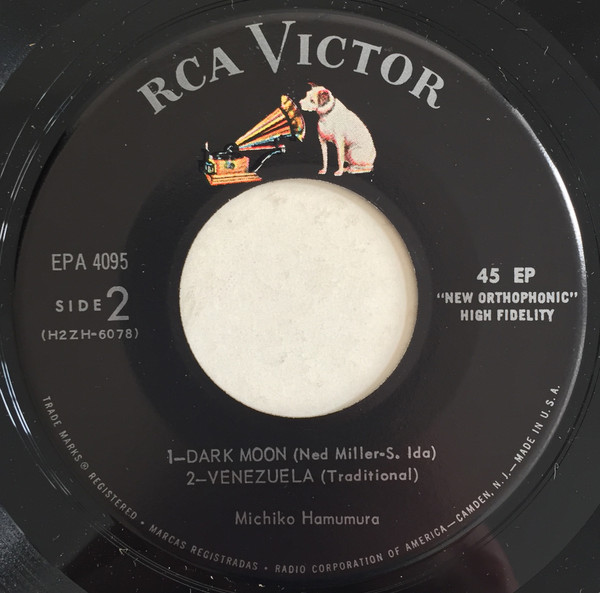 RCA VICTOR
EPA 4095
SIDE 2
(H2ZH-6078)
45 EP
"NEW ORTHOPHONIC"
HIGH FIDELITY
1—DARK MOON (Ned Miller-S. Ida)
2—VENEZUELA (Traditional)
Michiko Hamumura
TRADE MARKS ® REGISTERED • MARCAS REGISTRADAS • RADIO CORPORATION OF AMERICA—CAMDEN, N. J.—MADE IN U. S. A.